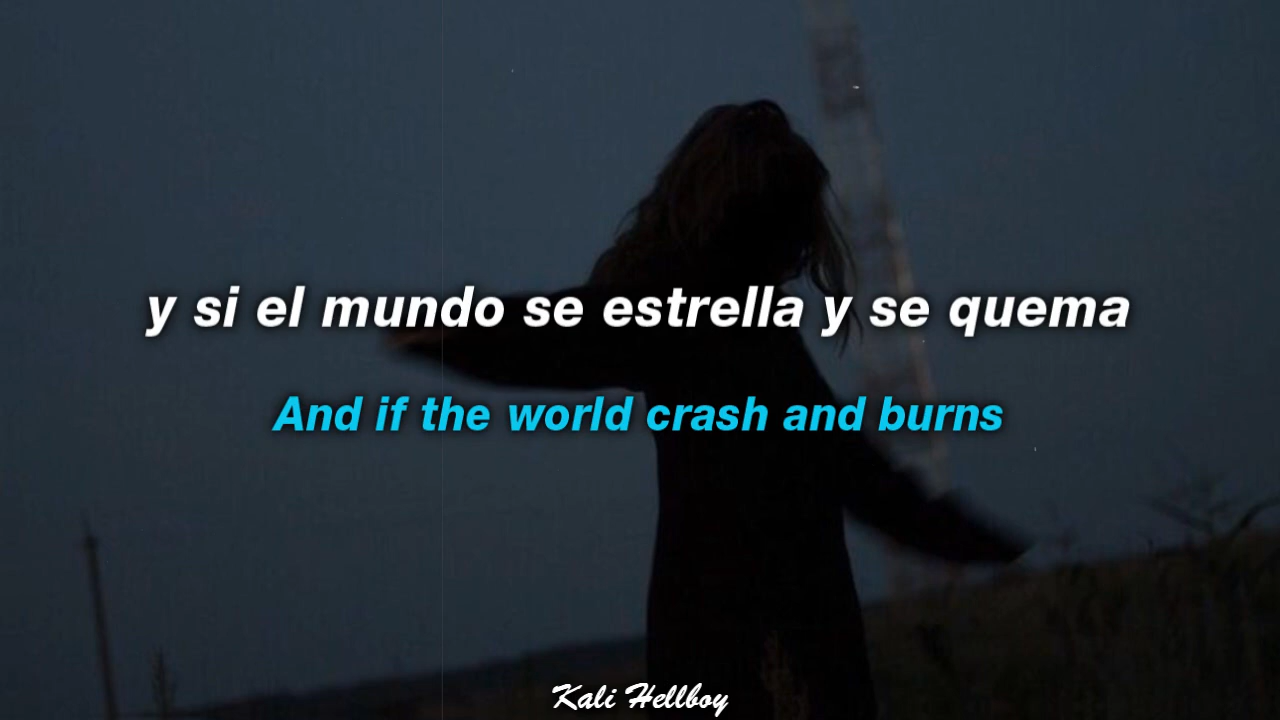 y si el mundo se estrella y se quema
And if the world crash and burns
Kali Hellboy